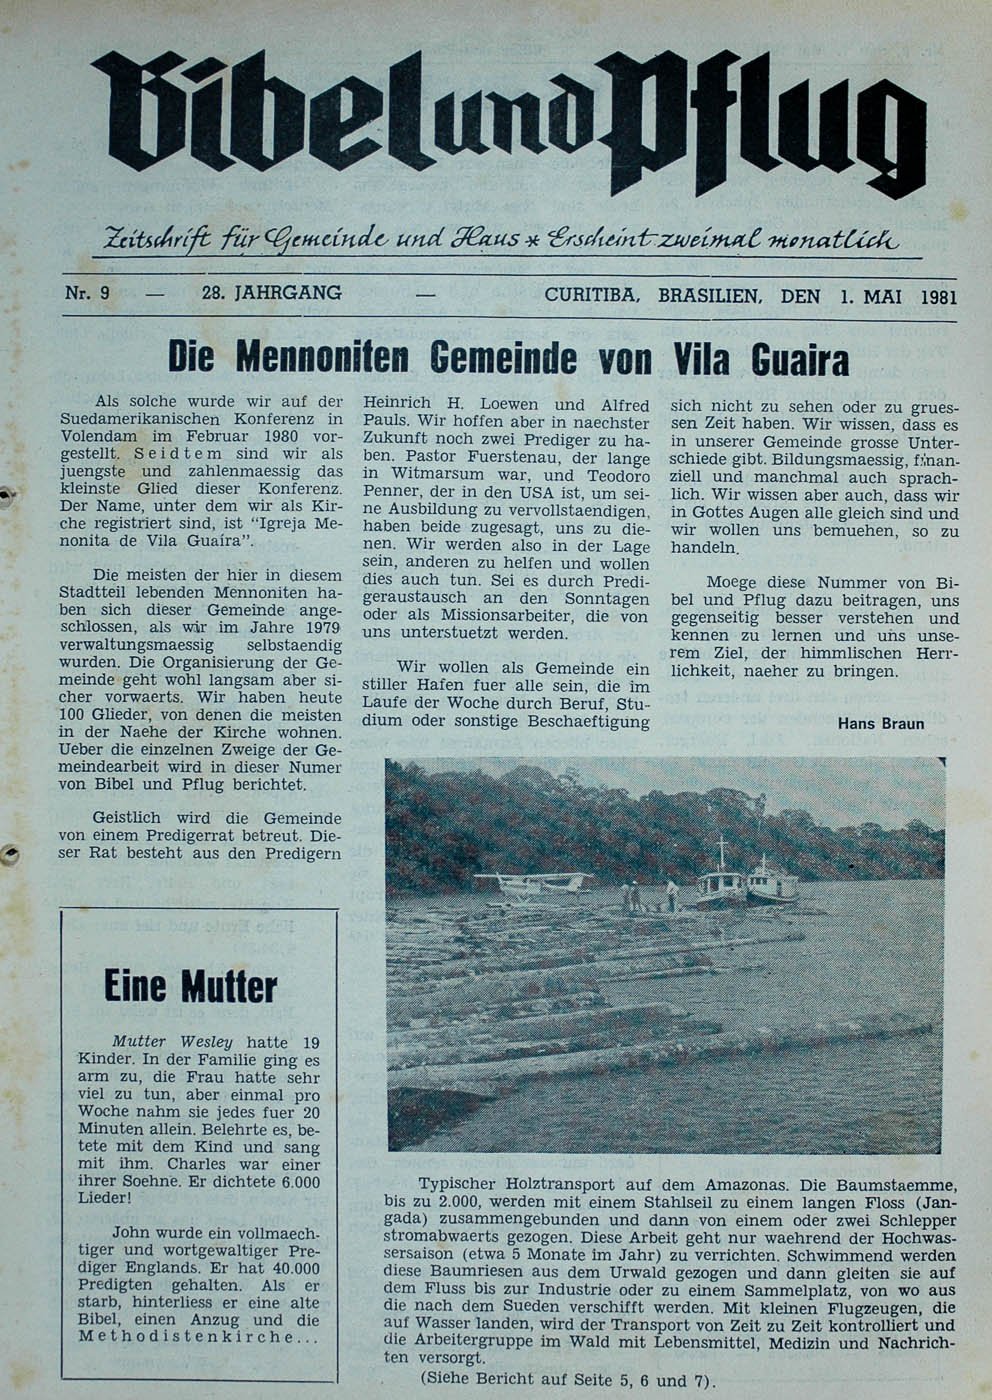 Bibel und Pflug
Zeitschrift für Gemeinde und Haus * Erscheint zweimal monatlich
Nr. 9 — 28. JAHRGANG — CURITIBA, BRASILIEN, DEN 1. MAI 1981
Die Mennoniten Gemeinde von Vila Guaira
Als solche wurde wir auf der
Suedamerikanischen Konferenz in
Volendam im Februar 1980 vor-
gestellt. Seidtem sind wir als
juengste und zahlenmaessig das
kleinste Glied dieser Konferenz.
Der Name, unter dem wir als Kir-
che registriert sind, ist "Igreja Me-
nonita de Vila Guaíra".
Die meisten der hier in diesem
Stadtteil lebenden Mennoniten ha-
ben sich dieser Gemeinde ange-
schlossen, als wir im Jahre 1979
verwaltungsmaessig selbstaendig
wurden. Die Organisierung der Ge-
meinde geht wohl langsam aber si-
cher vorwaerts. Wir haben heute
100 Glieder, von denen die meisten
in der Naehe der Kirche wohnen.
Ueber die einzelnen Zweige der Ge-
meindearbeit wird in dieser Numer
von Bibel und Pflug berichtet.
Geistlich wird die Gemeinde
von einem Predigerrat betreut. Die-
ser Rat besteht aus den Predigern
Heinrich H. Loewen und Alfred
Pauls. Wir hoffen aber in naechster
Zukunft noch zwei Prediger zu ha-
ben. Pastor Fuerstenau, der lange
in Witmarsum war, und Teodoro
Penner, der in den USA ist, um sei-
ne Ausbildung zu vervollstaendigen,
haben beide zugesagt, uns zu die-
nen. Wir werden also in der Lage
sein, anderen zu helfen und wollen
dies auch tun. Sei es durch Predi-
geraustausch an den Sonntagen
oder als Missionsarbeiter, die von
uns unterstuetzt werden.
Wir wollen als Gemeinde ein
stiller Hafen fuer alle sein, die im
Laufe der Woche durch Beruf, Stu-
dium oder sonstige Beschaeftigung
sich nicht zu sehen oder zu grues-
sen Zeit haben. Wir wissen, dass es
in unserer Gemeinde grosse Unter-
schiede gibt. Bildungsmaessig, finan-
ziell und manchmal auch sprach-
lich. Wir wissen aber auch, dass wir
in Gottes Augen alle gleich sind und
wir wollen uns bemuehen, so zu
handeln.
Moege diese Nummer von Bi-
bel und Pflug dazu beitragen, uns
gegenseitig besser verstehen und
kennen zu lernen und uns unse-
rem Ziel, der himmlischen Herr-
lichkeit, naeher zu bringen.
Hans Braun
Eine Mutter
Mutter Wesley hatte 19
Kinder. In der Familie ging es
arm zu, die Frau hatte sehr
viel zu tun, aber einmal pro
Woche nahm sie jedes fuer 20
Minuten allein. Belehrte es, be-
tete mit dem Kind und sang
mit ihm. Charles war einer
ihrer Soehne. Er dichtete 6.000
Lieder!
John wurde ein vollmaech-
tiger und wortgewaltiger Pre-
diger Englands. Er hat 40.000
Predigten gehalten. Als er
starb, hinterliess er eine alte
Bibel, einen Anzug und die
Methodistenkirche...
Typischer Holztransport auf dem Amazonas. Die Baumstaemme,
bis zu 2.000, werden mit einem Stahlseil zu einem langen Floss (Jan-
gada) zusammengebunden und dann von einem oder zwei Schlepper
stromabwaerts gezogen. Diese Arbeit geht nur waehrend der Hochwas-
sersaison (etwa 5 Monate im Jahr) zu verrichten. Schwimmend werden
diese Baumriesen aus dem Urwald gezogen und dann gleiten sie auf
dem Fluss bis zur Industrie oder zu einem Sammelplatz, von wo aus
die nach dem Sueden verschifft werden. Mit kleinen Flugzeugen, die
auf Wasser landen, wird der Transport von Zeit zu Zeit kontrolliert und
die Arbeitergruppe im Wald mit Lebensmittel, Medizin und Nachrich-
ten versorgt.
(Siehe Bericht auf Seite 5, 6 und 7).